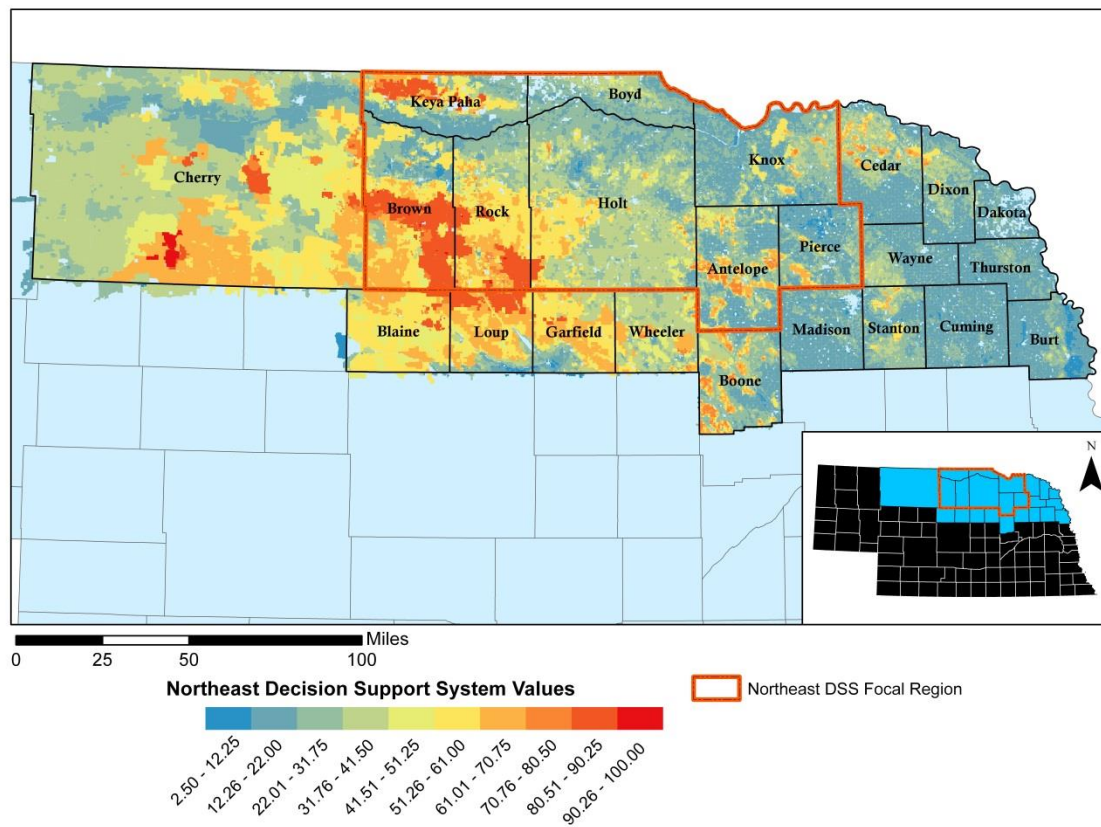 Keya Paha
Boyd
Cherry
Knox
Cedar
Dixon
Dakota
Brown
Rock
Holt
Antelope
Pierce
Wayne
Thurston
Blaine
Loup
Garfield
Wheeler
Madison
Stanton
Cuming
Burt
Boone
N
Miles
0 25 50 100
Northeast Decision Support System Values
Northeast DSS Focal Region
2.50 - 12.25
12.26 - 22.00
22.01 - 31.75
31.76 - 41.50
41.51 - 51.25
51.26 - 61.00
61.01 - 70.75
70.76 - 80.50
80.51 - 90.25
90.26 - 100.00